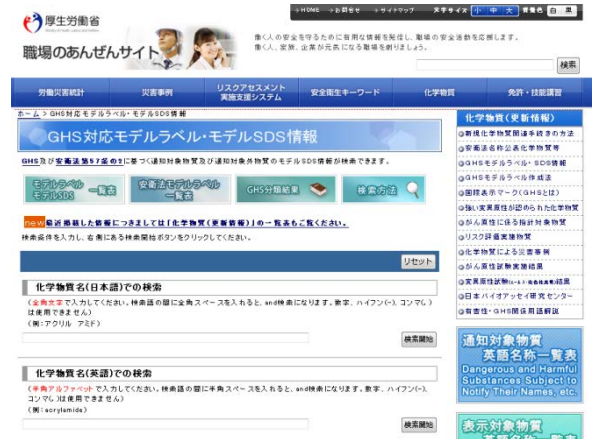 →HOME →お問合せ →サイトマップ 文字サイズ 小 中 大 背景色 白 黒
厚生労働省
職場のあんぜんサイト
働く人の安全を守るために有用な情報を発信し、職場の安全活動を応援します。
働く人、家族、企業が元気になる職場を創りましょう。
検索
労働災害統計 災害事例 リスクアセスメント実施支援システム 安全衛生キーワード 化学物質 免許・技能講習
ホーム > GHS対応モデルラベル・モデルSDS情報
GHS対応モデルラベル・モデルSDS情報
GHS及び安衛法第57条の2に基づく通知対象物質及び通知対象外物質のモデルSDS情報が検索できます。
モデルラベル モデルSDS 一覧表
安衛法モデルラベル 一覧表
GHS分類結果
検索方法
new 最近掲載した情報につきましては「化学物質(更新情報)」の一覧表もご覧ください。
検索条件を入力し、右側にある検索開始ボタンをクリックしてください。
リセット
化学物質名(日本語)での検索
(全角文字で入力してください。検索語の間に全角スペースを入れると、and検索になります。数字、ハイフン(-)、コンマ(,)
は使用できません)
(例:アクリル アミド)
検索開始
化学物質名(英語)での検索
(半角アルファベットで入力してください。検索語の間に半角スペースを入れると、and検索になります。数字、ハイフン(-)、
コンマ(,)は使用できません)
(例:acrylamide)
検索開始
化学物質(更新情報)
新規化学物質関連手続きの方法
安衛法名称公表化学物質等
GHSモデルラベル・SDS情報
GHSモデルラベル作成法
国際表示マーク(GHSとは)
強い変異原性が認められた化学物質
がん原性に係る指針対象物質
リスク評価実施物質
化学物質による災害事例
がん原性試験実施結果
日本バイオアッセイ研究センター
有害性・GHS関係用語解説
通知対象物質
英語名称一覧表
Dangerous and Harmful
Substances Subject to
Notify Their Names, etc.
表示対象物質
英語名称一覧表